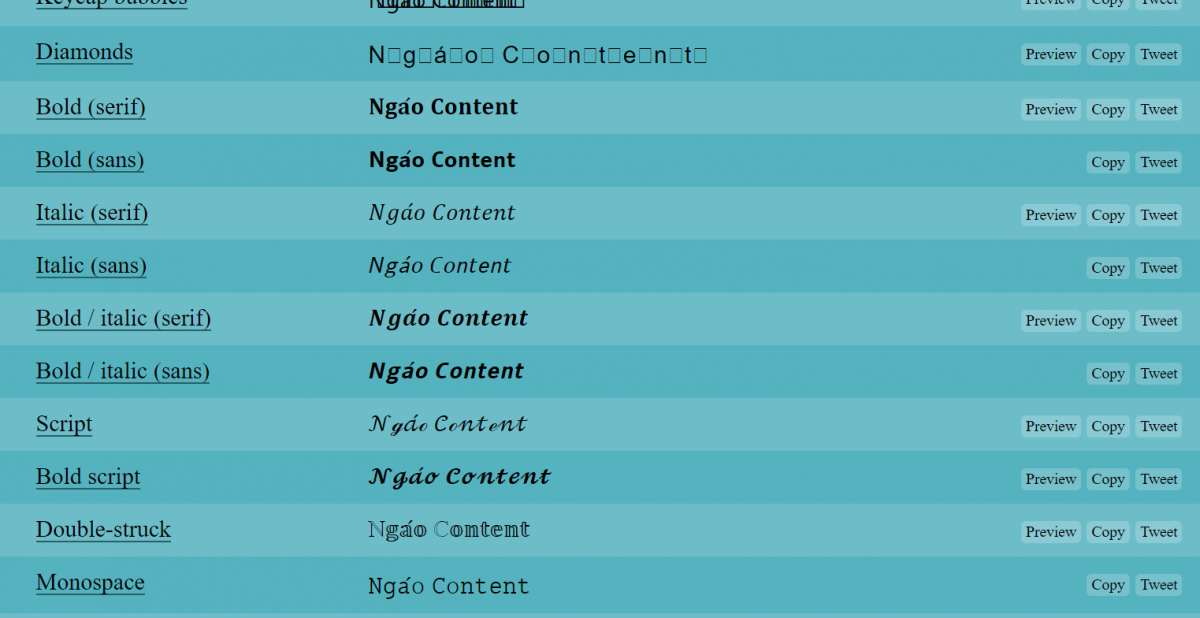 Keycap bubbles Ngáo Content Preview Copy Tweet
Diamonds N⃟g⃟á⃟o⃟ C⃟o⃟n⃟t⃟e⃟n⃟t⃟ Preview Copy Tweet
Bold (serif) Ngáo Content Preview Copy Tweet
Bold (sans) Ngáo Content Copy Tweet
Italic (serif) Ngáo Content Preview Copy Tweet
Italic (sans) Ngáo Content Copy Tweet
Bold / italic (serif) Ngáo Content Preview Copy Tweet
Bold / italic (sans) Ngáo Content Copy Tweet
Script Ngáo Content Preview Copy Tweet
Bold script Ngáo Content Preview Copy Tweet
Double-struck Ngáo Content Preview Copy Tweet
Monospace Ngáo Content Copy Tweet